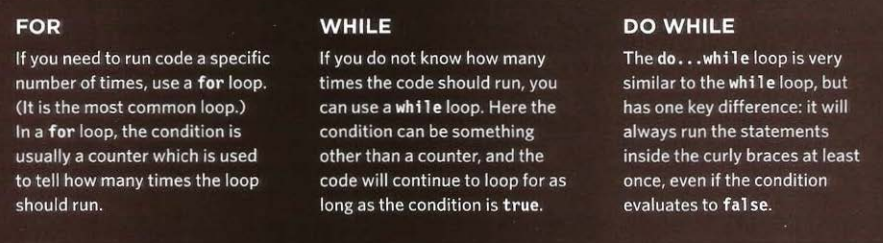 FOR
If you need to run code a specific
number of times, use a for loop.
(It is the most common loop.)
In a for loop, the condition is
usually a counter which is used
to tell how many times the loop
should run.
WHILE
If you do not know how many
times the code should run, you
can use a while loop. Here the
condition can be something
other than a counter, and the
code will continue to loop for as
long as the condition is true.
DO WHILE
The do...while loop is very
similar to the while loop, but
has one key difference: it will
always run the statements
inside the curly braces at least
once, even if the condition
evaluates to false.